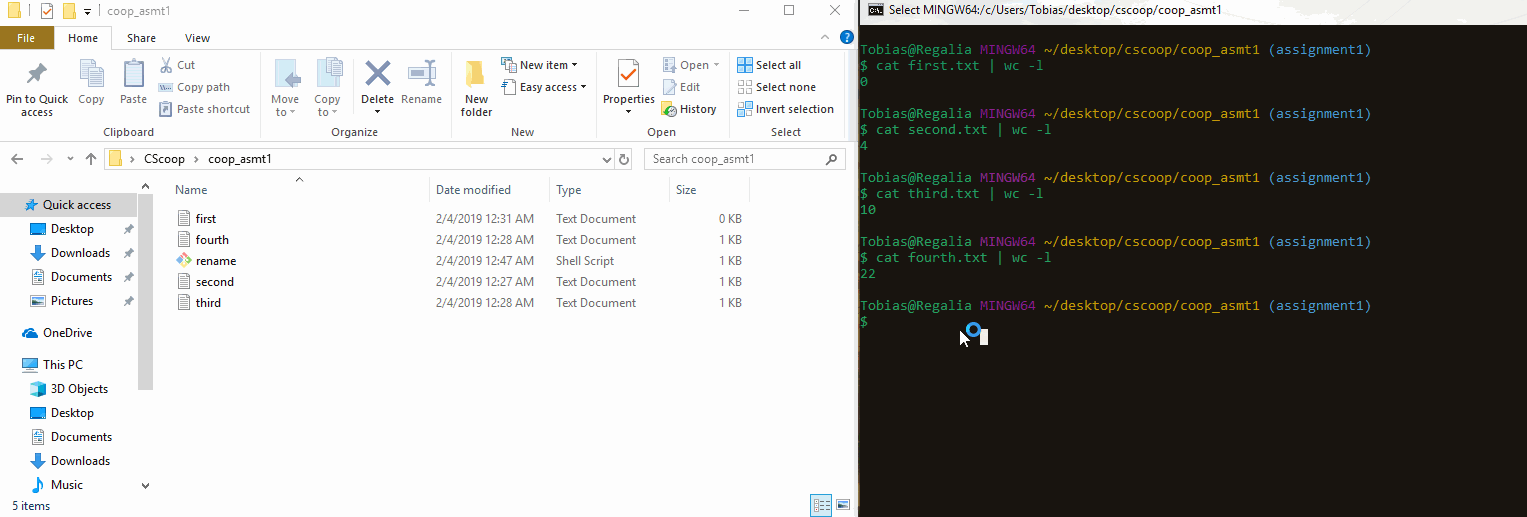 coop_asmt1
File Home Share View
Pin to Quick access
Copy
Paste
Cut
Copy path
Paste shortcut
Clipboard
Move to
Copy to
Delete
Rename
Organize
New folder
New item
Easy access
New
Properties
Open
Edit
History
Open
Select all
Select none
Invert selection
Select
CScoop > coop_asmt1
Search coop_asmt1
Quick access
Desktop
Downloads
Documents
Pictures
OneDrive
This PC
3D Objects
Desktop
Documents
Downloads
Music
Name Date modified Type Size
first 2/4/2019 12:31 AM Text Document 0 KB
fourth 2/4/2019 12:28 AM Text Document 1 KB
rename 2/4/2019 12:47 AM Shell Script 1 KB
second 2/4/2019 12:27 AM Text Document 1 KB
third 2/4/2019 12:28 AM Text Document 1 KB
5 items
Select MINGW64:/c/Users/Tobias/desktop/cscoop/coop_asmt1
Tobias@Regalia MINGW64 ~/desktop/cscoop/coop_asmt1 (assignment1)
$ cat first.txt | wc -l
0
Tobias@Regalia MINGW64 ~/desktop/cscoop/coop_asmt1 (assignment1)
$ cat second.txt | wc -l
4
Tobias@Regalia MINGW64 ~/desktop/cscoop/coop_asmt1 (assignment1)
$ cat third.txt | wc -l
10
Tobias@Regalia MINGW64 ~/desktop/cscoop/coop_asmt1 (assignment1)
$ cat fourth.txt | wc -l
22
Tobias@Regalia MINGW64 ~/desktop/cscoop/coop_asmt1 (assignment1)
$